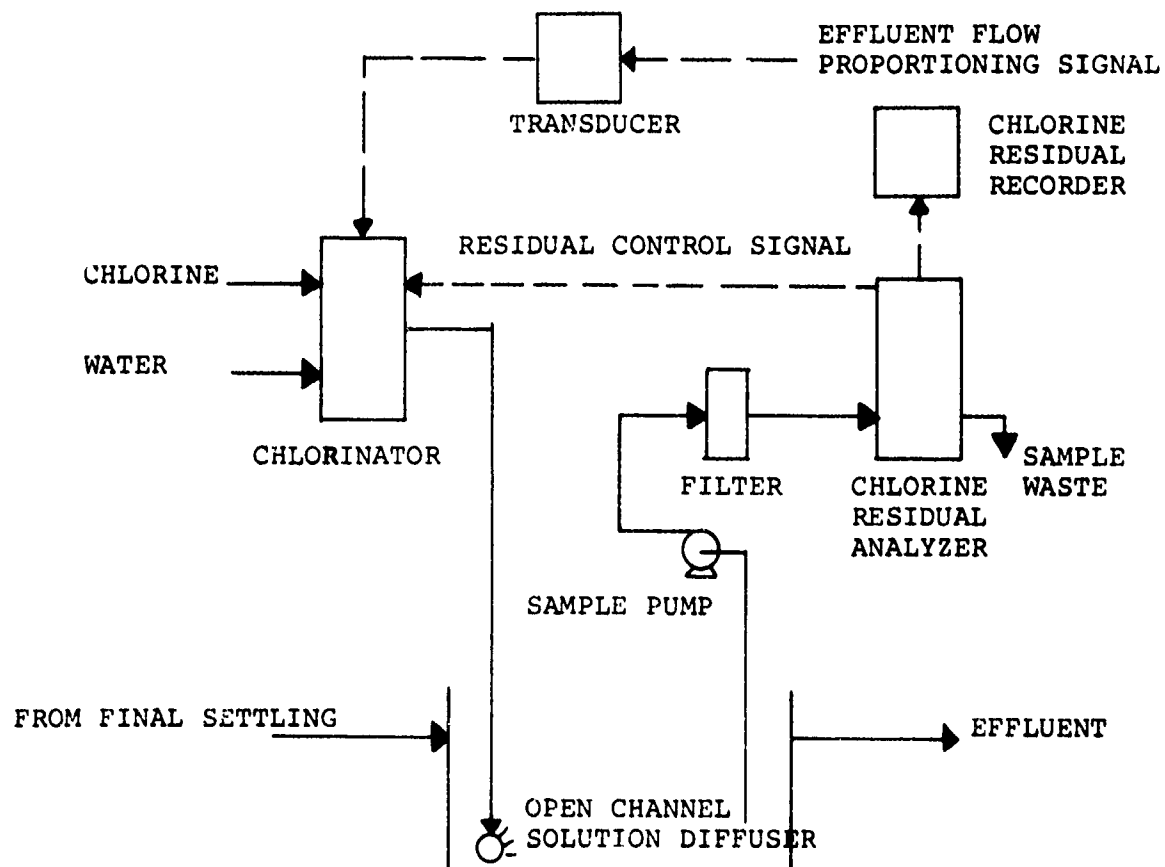 EFFLUENT FLOW
PROPORTIONING SIGNAL
TRANSDUCER
CHLORINE
RESIDUAL
RECORDER
RESIDUAL CONTROL SIGNAL
CHLORINE
WATER
CHLORINATOR
FILTER
CHLORINE
RESIDUAL
ANALYZER
SAMPLE
WASTE
SAMPLE PUMP
FROM FINAL SETTLING
EFFLUENT
OPEN CHANNEL
SOLUTION DIFFUSER